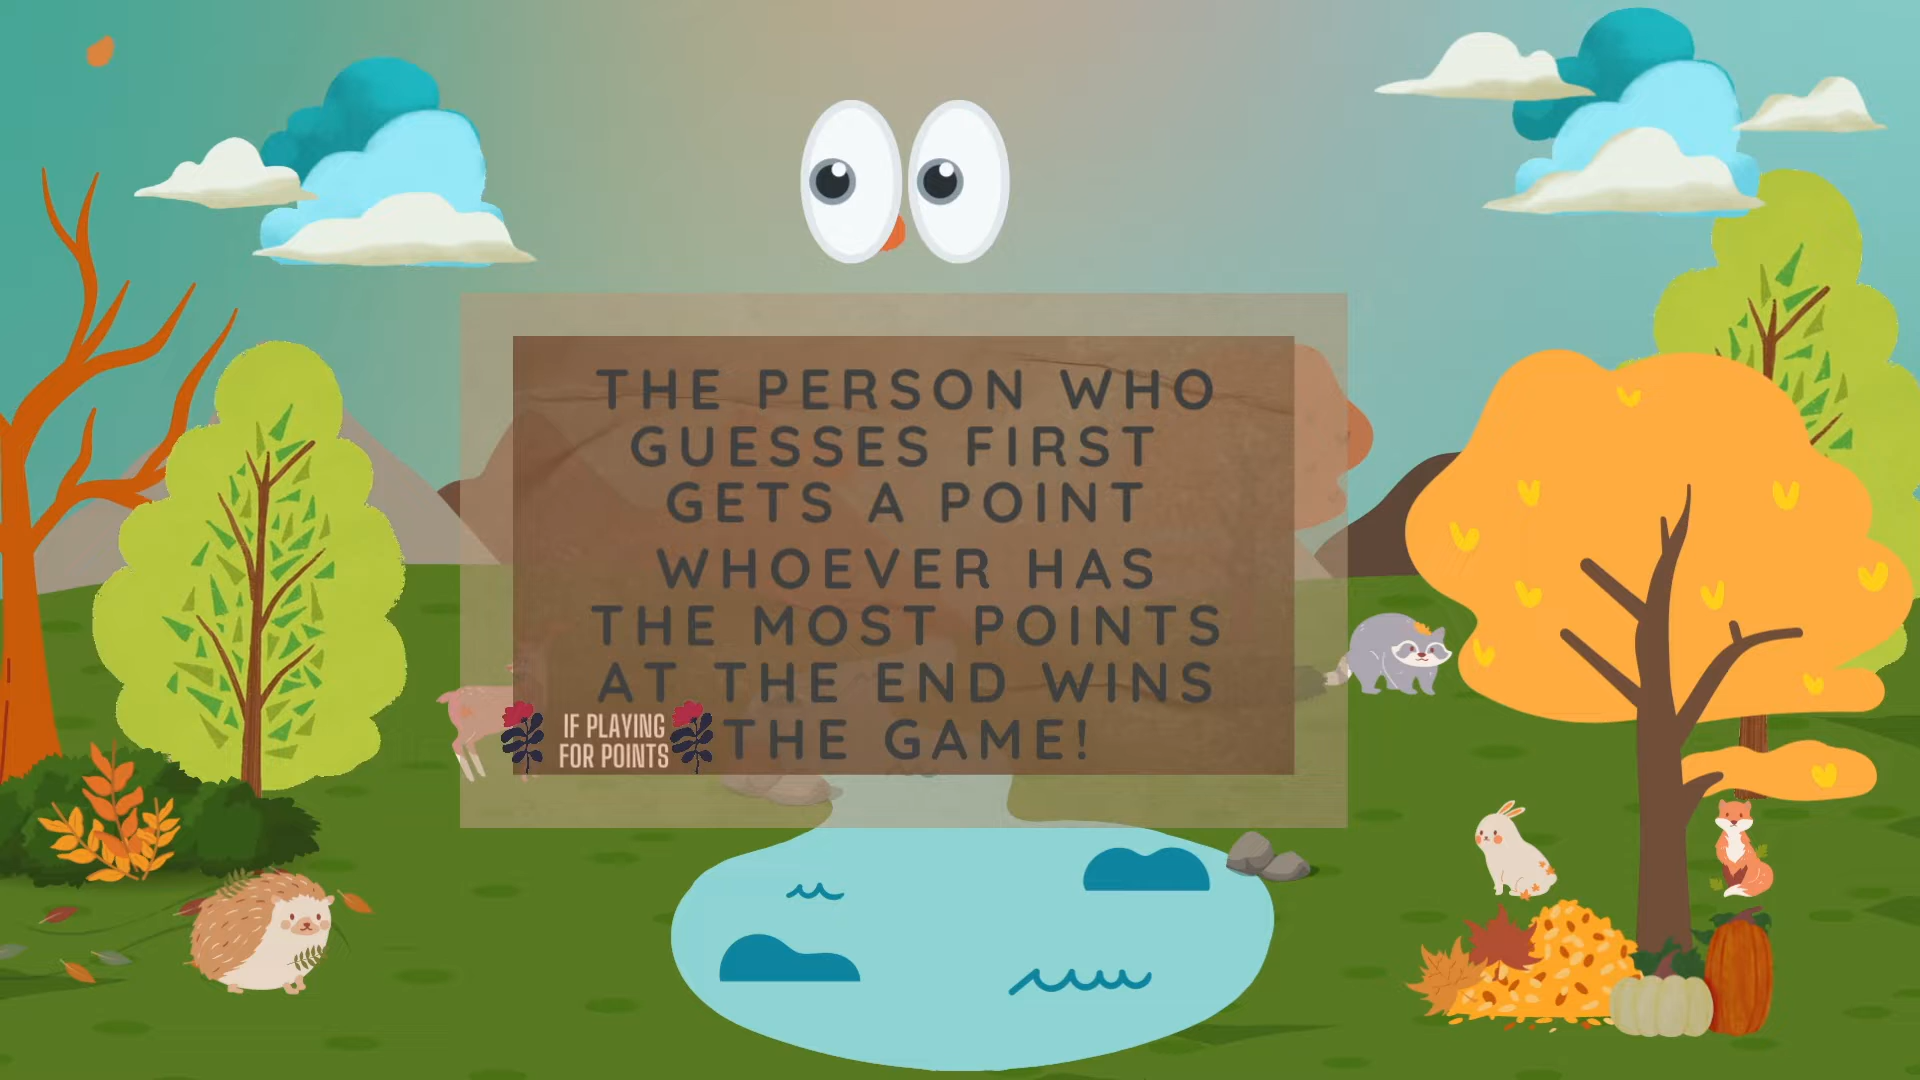 THE PERSON WHO
GUESSES FIRST
GETS A POINT
WHOEVER HAS
THE MOST POINTS
AT THE END WINS
THE GAME!
IF PLAYING
FOR POINTS